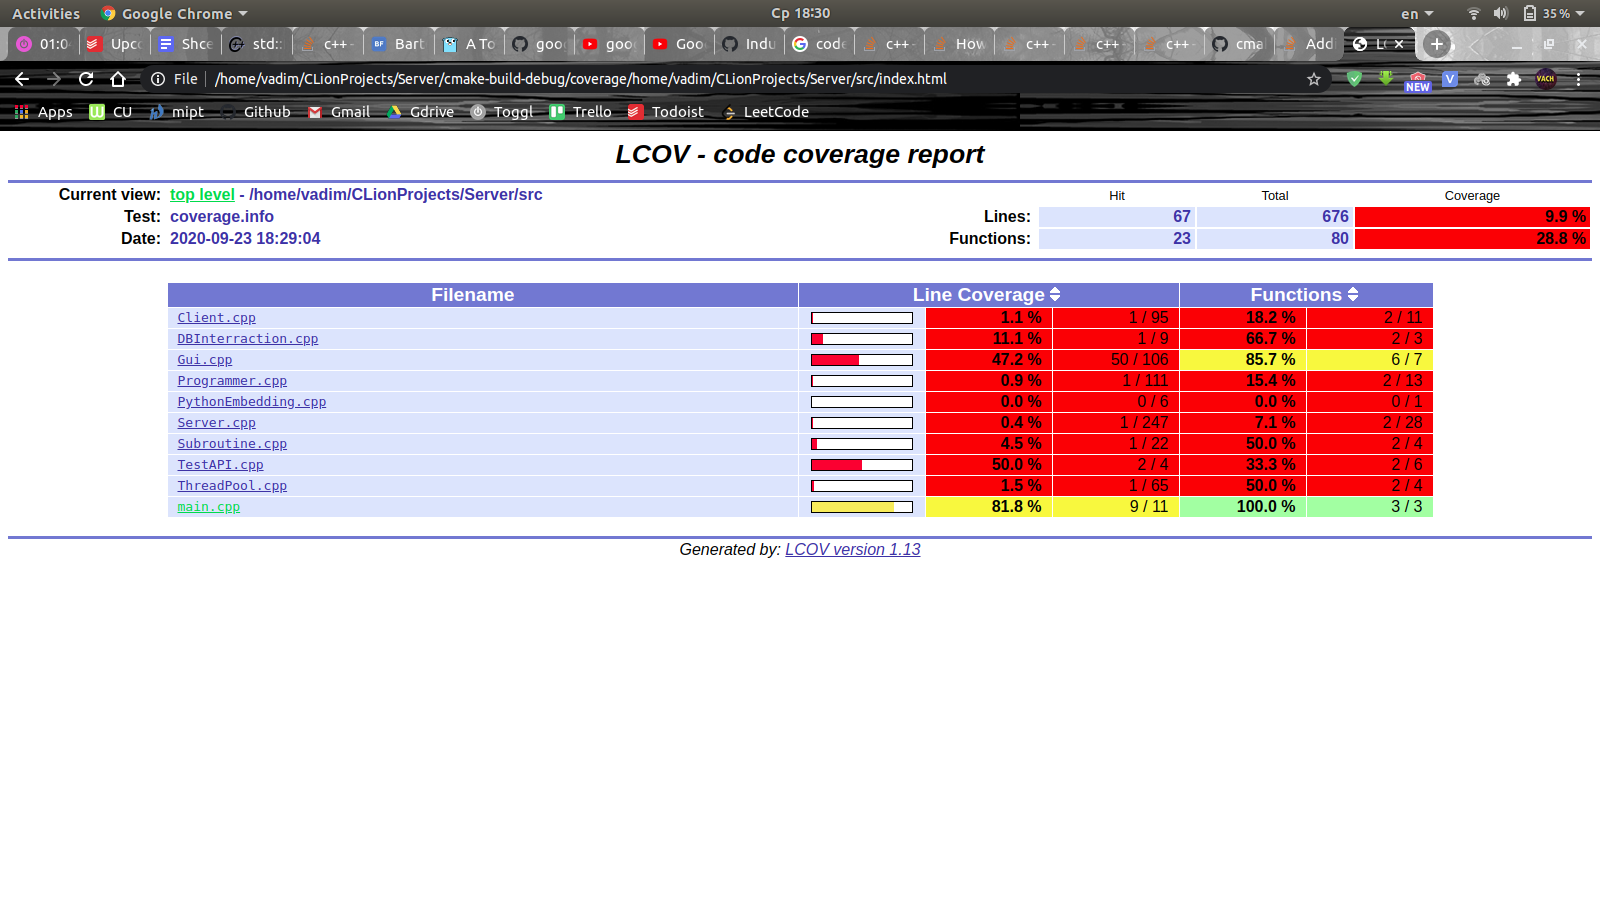 Activities Google Chrome Ср 18:30 en 35 %
01:0 Upco Shce std:: c++ - Bart A To goo goo Goo Indu code c++ - How c++ - c++ - c++ - cma Add
File /home/vadim/CLionProjects/Server/cmake-build-debug/coverage/home/vadim/CLionProjects/Server/src/index.html NEW
Apps CU mipt Github Gmail Gdrive Toggl Trello Todoist LeetCode
LCOV - code coverage report
Current view: top level - /home/vadim/CLionProjects/Server/src Hit Total Coverage
Test: coverage.info Lines: 67 676 9.9 %
Date: 2020-09-23 18:29:04 Functions: 23 80 28.8 %
Filename Line Coverage Functions
Client.cpp 1.1 % 1 / 95 18.2 % 2 / 11
DBInterraction.cpp 11.1 % 1 / 9 66.7 % 2 / 3
Gui.cpp 47.2 % 50 / 106 85.7 % 6 / 7
Programmer.cpp 0.9 % 1 / 111 15.4 % 2 / 13
PythonEmbedding.cpp 0.0 % 0 / 6 0.0 % 0 / 1
Server.cpp 0.4 % 1 / 247 7.1 % 2 / 28
Subroutine.cpp 4.5 % 1 / 22 50.0 % 2 / 4
TestAPI.cpp 50.0 % 2 / 4 33.3 % 2 / 6
ThreadPool.cpp 1.5 % 1 / 65 50.0 % 2 / 4
main.cpp 81.8 % 9 / 11 100.0 % 3 / 3
Generated by: LCOV version 1.13